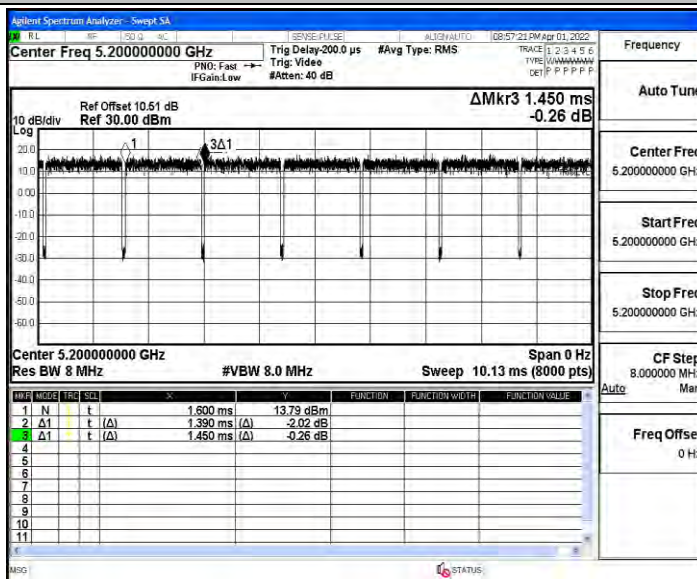 Agilent Spectrum Analyzer - Swept SA
RL RF 50 Ω AC SENSE:PULSE ALIGN AUTO 08:57:21 PM Apr 01, 2022
Center Freq 5.200000000 GHz
PNO: Fast
IFGain:Low
Trig Delay-200.0 µs
Trig: Video
#Atten: 40 dB
#Avg Type: RMS
TRACE 1 2 3 4 5 6
TYPE
DET P P P P P P
ΔMkr3 1.450 ms
-0.26 dB
Ref Offset 10.51 dB
10 dB/div Ref 30.00 dBm
Log
1
3Δ1
20.0
10.0
0.00
-10.0
-20.0
-30.0
-40.0
-50.0
-60.0
Center 5.200000000 GHz
Span 0 Hz
Res BW 8 MHz
#VBW 8.0 MHz
Sweep 10.13 ms (8000 pts)
MKR MODE TRC SCL X Y FUNCTION FUNCTION WIDTH FUNCTION VALUE
1 N t 1.600 ms 13.79 dBm
2 Δ1 t (Δ) 1.390 ms (Δ) -2.02 dB
3 Δ1 t (Δ) 1.450 ms (Δ) -0.26 dB
4
5
6
7
8
9
10
11
MSG
STATUS
Frequency
Auto Tune
Center Freq
5.200000000 GHz
Start Freq
5.200000000 GHz
Stop Freq
5.200000000 GHz
CF Step
8.000000 MHz
Auto Man
Freq Offset
0 Hz